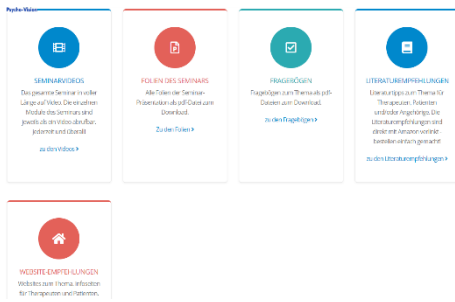 Psycho-Vision
SEMINARVIDEOS
Das gesamte Seminar in voller
Länge auf Video. Die einzelnen
Module des Seminars sind
jeweils als ein Video abrufbar,
jederzeit und überall!
zu den Videos
FOLIEN DES SEMINARS
Alle Folien der Seminar-
Präsentation als pdf-Datei zum
Download.
Zu den Folien
FRAGEBÖGEN
Fragebögen zum Thema als pdf-
Dateien zum Download.
zu den Fragebögen
LITERATUREMPFEHLUNGEN
Literaturtipps zum Thema für
Therapeuten, Patienten
und/oder Angehörige. Die
Literaturempfehlungen sind
direkt mit Amazon verlinkt -
bestellen einfach gemacht!
zu den Literaturempfehlungen
WEBSITE-EMPFEHLUNGEN
Websites zum Thema. Infoseiten
für Therapeuten und Patienten,